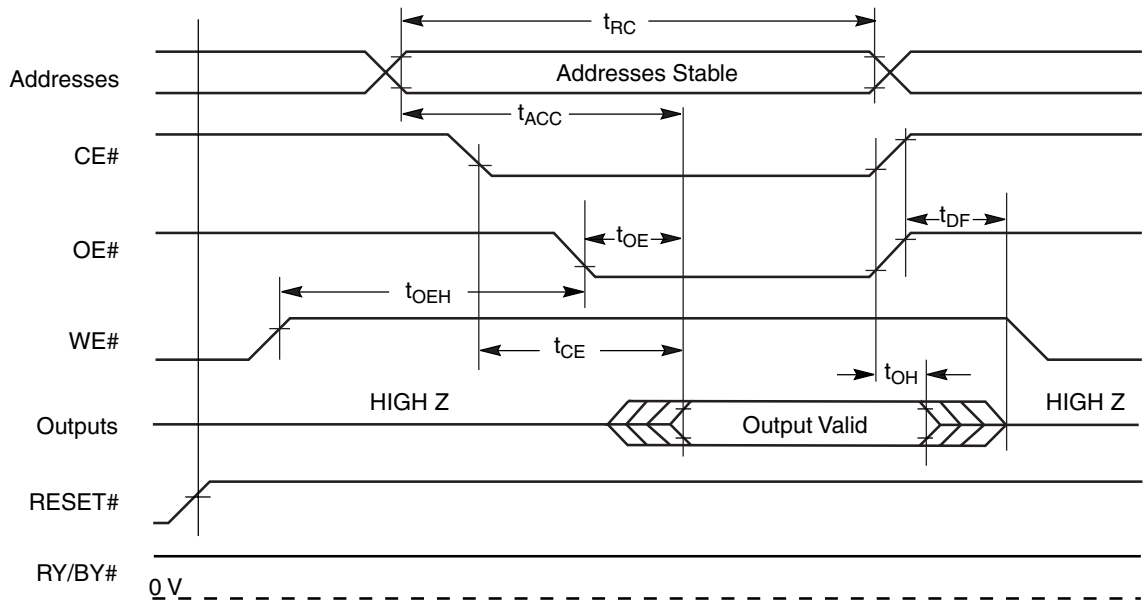 tRC
Addresses
Addresses Stable
tACC
CE#
tDF
OE#
tOE
tOEH
WE#
tCE
tOH
HIGH Z
HIGH Z
Outputs
Output Valid
RESET#
RY/BY#
0 V